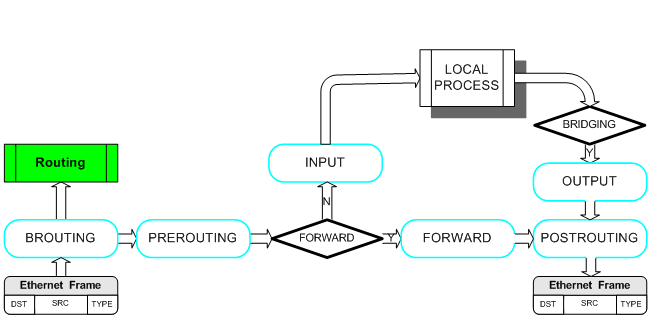 LOCAL
PROCESS
BRIDGING
Routing
INPUT
Y
OUTPUT
N
BROUTING
PREROUTING
FORWARD
Y
FORWARD
POSTROUTING
Ethernet Frame
DST
SRC
TYPE
Ethernet Frame
DST
SRC
TYPE